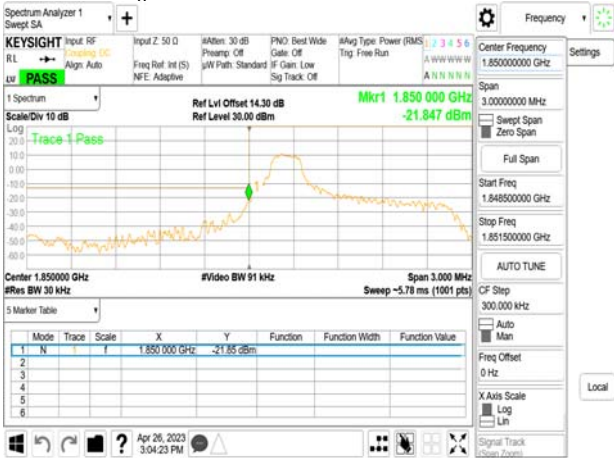 Spectrum Analyzer 1
Swept SA
+
Frequency
KEYSIGHT
Input: RF
Coupling: DC
Align: Auto
Input Z: 50 Ω
Freq Ref: Int (S)
NFE: Adaptive
#Atten: 30 dB
Preamp: Off
µW Path: Standard
PNO: Best Wide
Gate: Off
IF Gain: Low
Sig Track: Off
#Avg Type: Power (RMS
Trig: Free Run
1 2 3 4 5 6
A W W W W W
A N N N N N
RL
LW
PASS
1 Spectrum
Scale/Div 10 dB
Ref Lvl Offset 14.30 dB
Ref Level 30.00 dBm
Mkr1 1.850 000 GHz
-21.847 dBm
Log
Trace 1 Pass
20.0
10.0
0.00
-10.0
-20.0
-30.0
-40.0
-50.0
-60.0
Center 1.850000 GHz
#Res BW 30 kHz
#Video BW 91 kHz
Span 3.000 MHz
Sweep ~5.78 ms (1001 pts)
5 Marker Table
Mode Trace Scale X Y Function Function Width Function Value
1 N 1 f 1.850 000 GHz -21.85 dBm
2
3
4
5
6
Center Frequency
1.850000000 GHz
Settings
Span
3.00000000 MHz
Swept Span
Zero Span
Full Span
Start Freq
1.848500000 GHz
Stop Freq
1.851500000 GHz
AUTO TUNE
CF Step
300.000 kHz
Auto
Man
Freq Offset
0 Hz
Local
X Axis Scale
Log
Lin
Signal Track
(Span Zoom)
?
Apr 26, 2023
3:04:23 PM